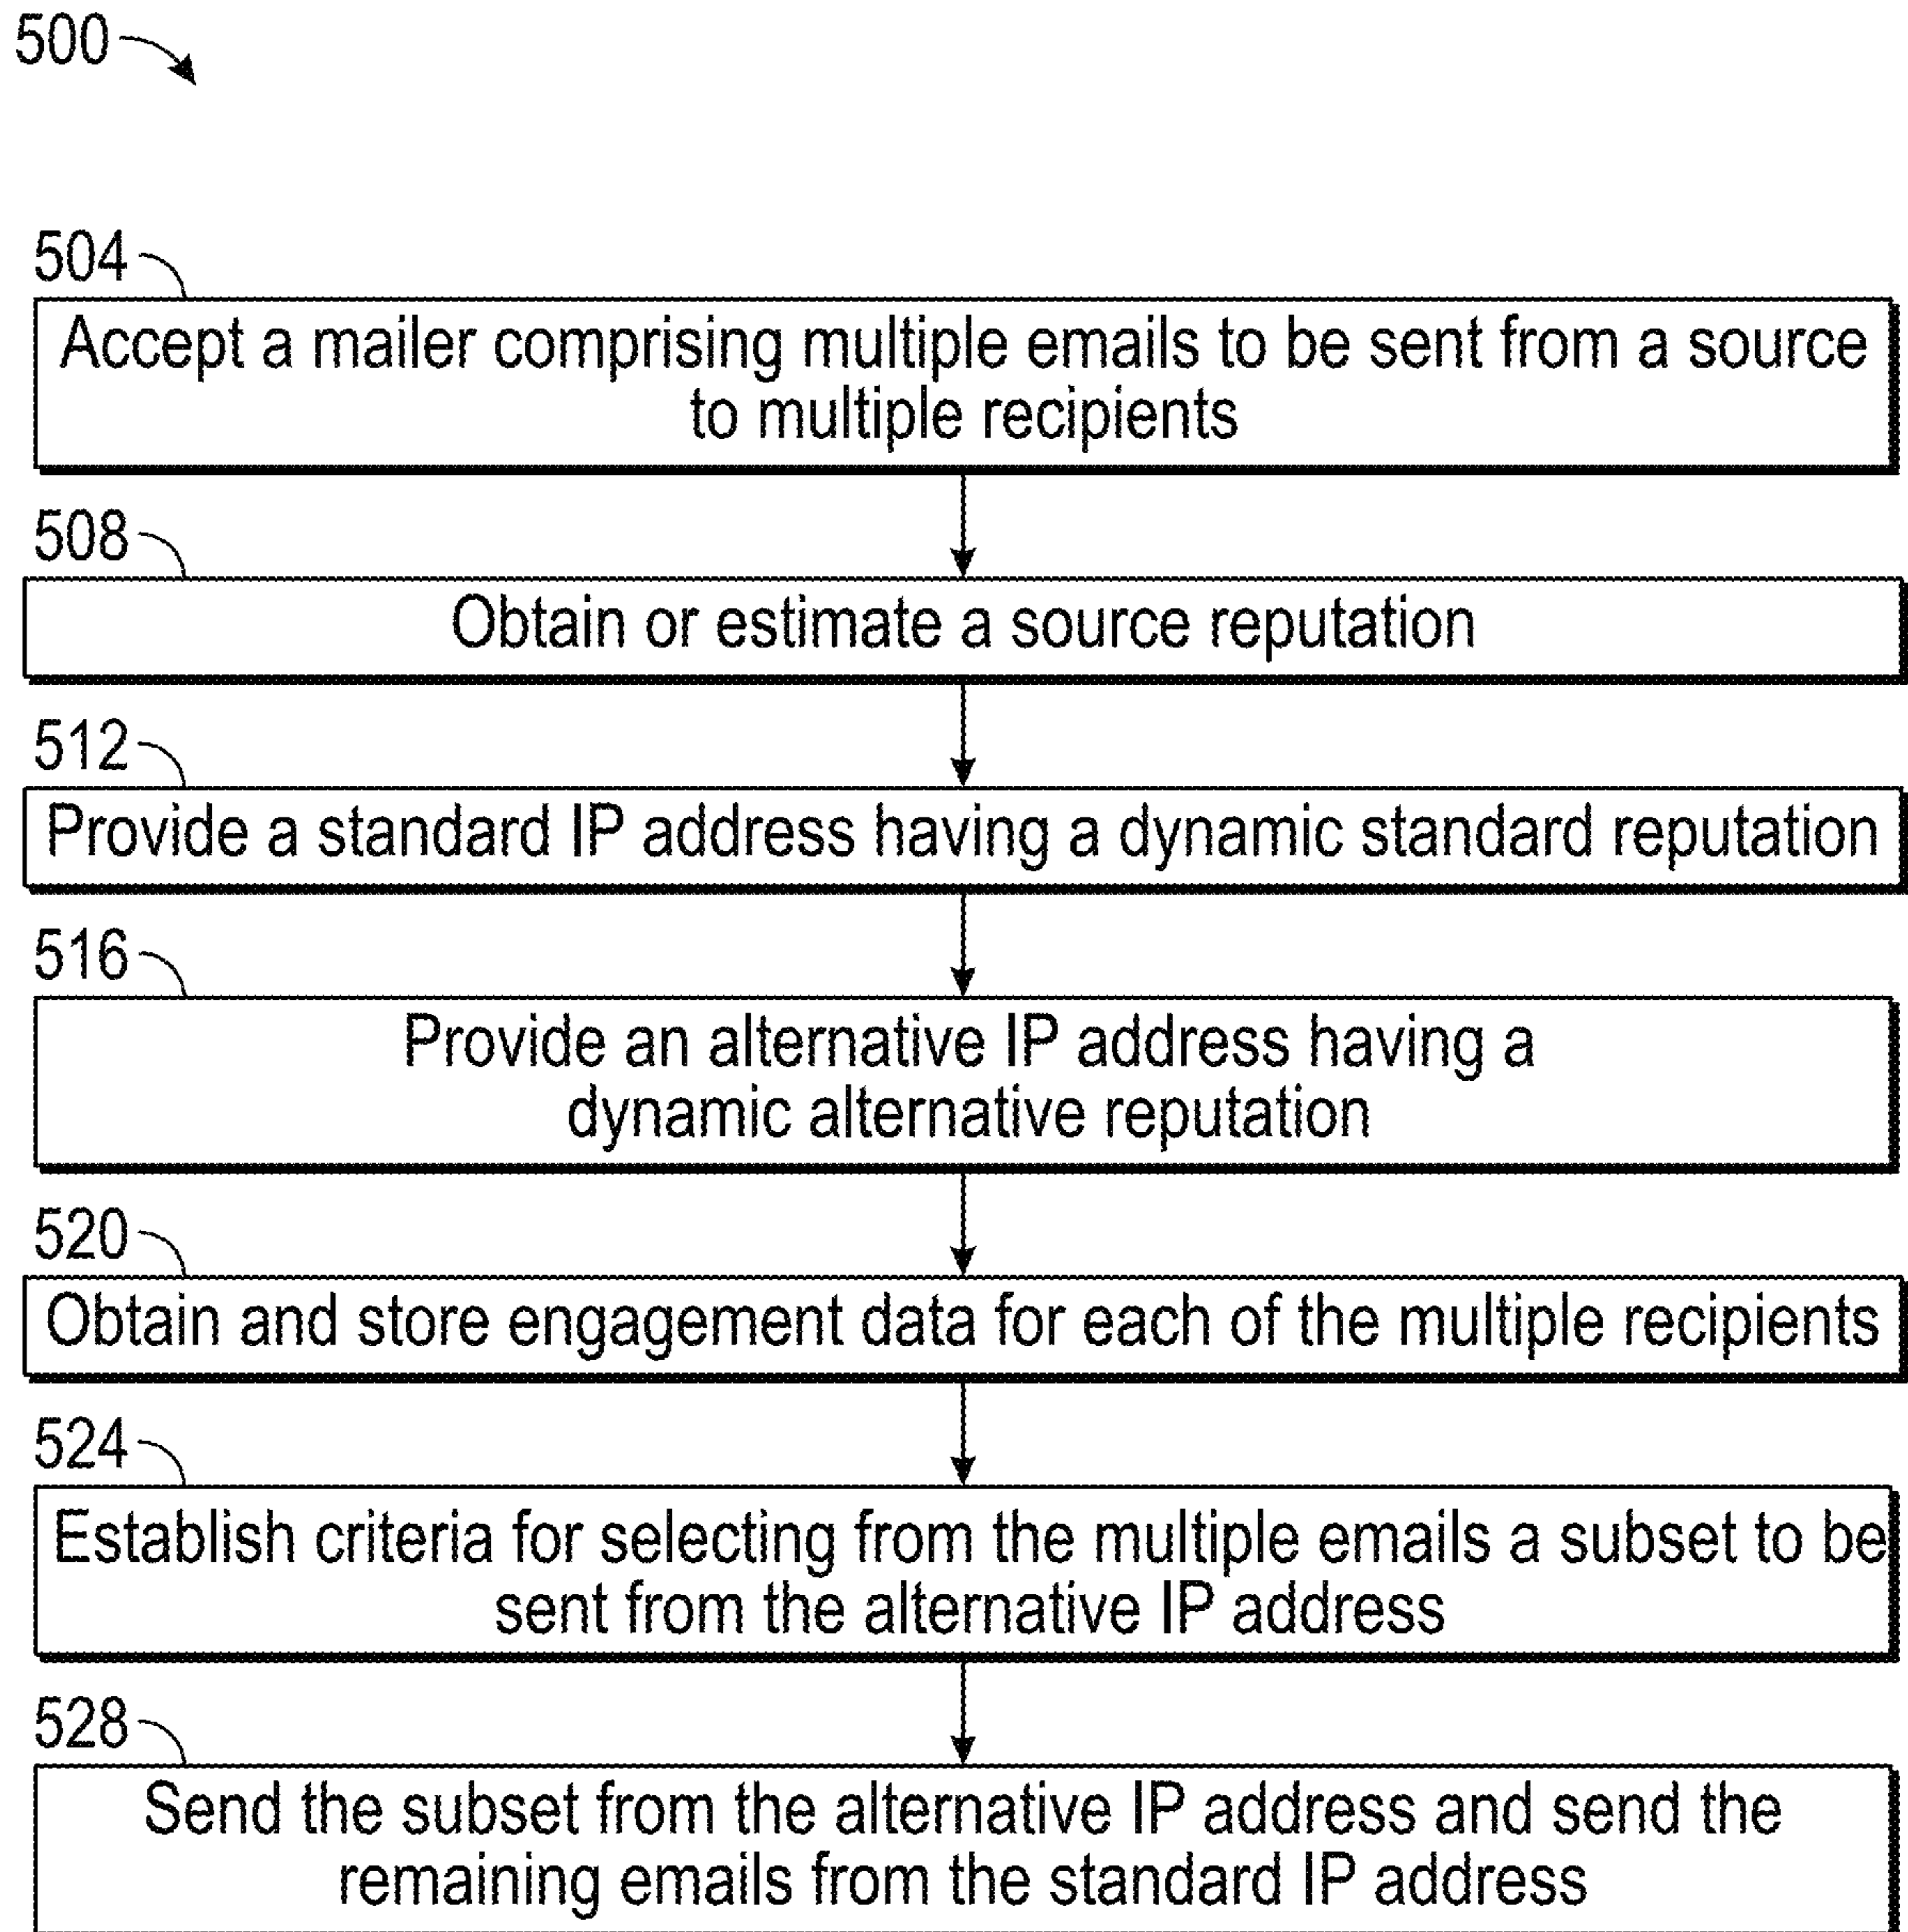 500
504
Accept a mailer comprising multiple emails to be sent from a source
to multiple recipients
508
Obtain or estimate a source reputation
512
Provide a standard IP address having a dynamic standard reputation
516
Provide an alternative IP address having a
dynamic alternative reputation
520
Obtain and store engagement data for each of the multiple recipients
524
Establish criteria for selecting from the multiple emails a subset to be
sent from the alternative IP address
528
Send the subset from the alternative IP address and send the
remaining emails from the standard IP address